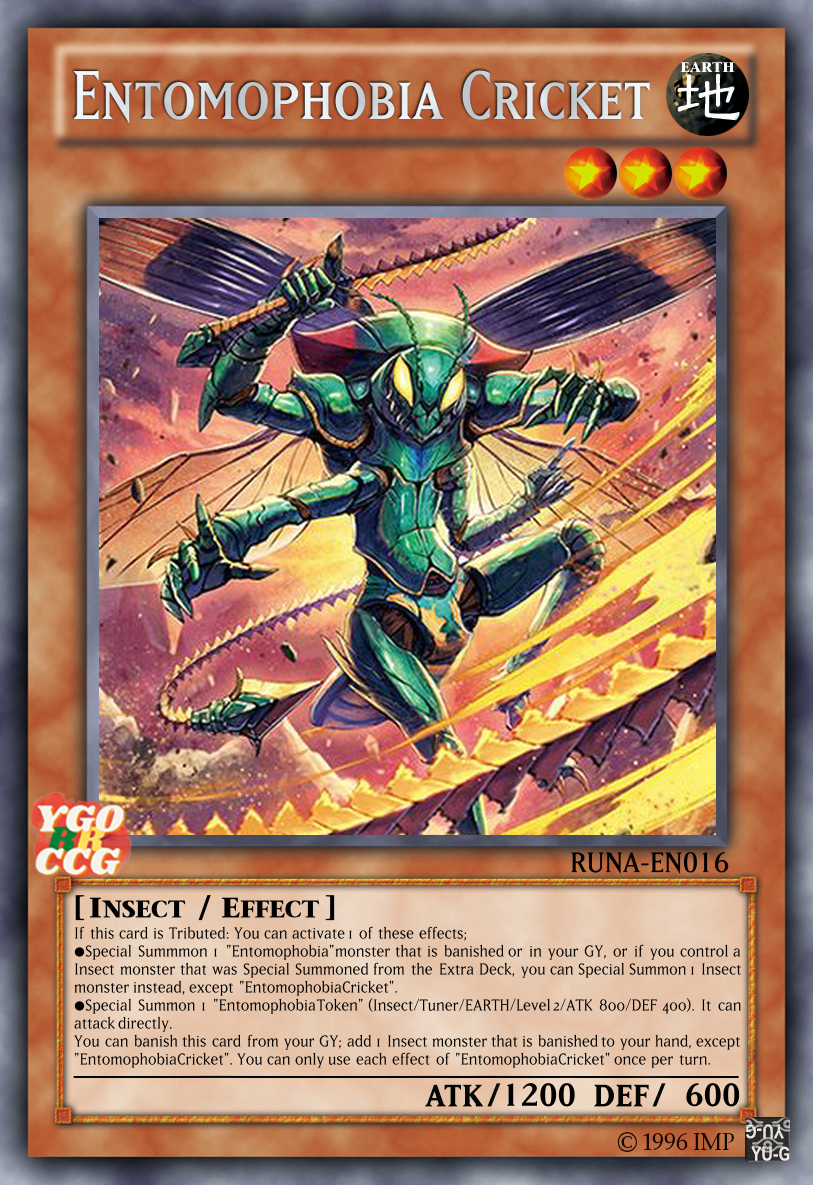 Entomophobia Cricket
EARTH
地
YGO
BR
CCG
RUNA-EN016
[ Insect / Effect ]
If this card is Tributed: You can activate 1 of these effects;
●Special Summmon 1 "Entomophobia"monster that is banished or in your GY, or if you control a
Insect monster that was Special Summoned from the Extra Deck, you can Special Summon 1 Insect
monster instead, except "EntomophobiaCricket".
●Special Summon 1 "EntomophobiaToken" (Insect/Tuner/EARTH/Level 2/ATK 800/DEF 400). It can
attack directly.
You can banish this card from your GY; add 1 Insect monster that is banished to your hand, except
"EntomophobiaCricket". You can only use each effect of "EntomophobiaCricket" once per turn.
ATK/1200 DEF/ 600
© 1996 IMP
YU-G
YU-G